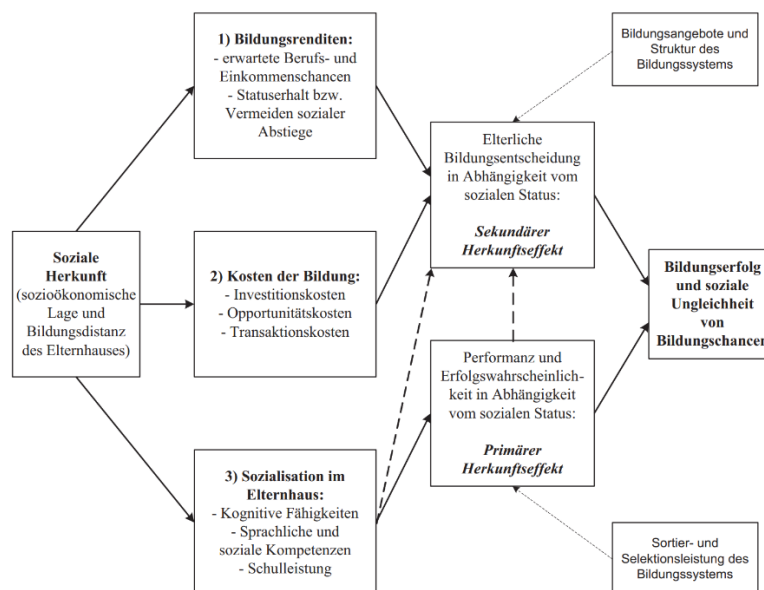 1) Bildungsrenditen:
- erwartete Berufs- und
Einkommenschancen
- Statuserhalt bzw.
Vermeiden sozialer
Abstiege
Bildungsangebote und
Struktur des
Bildungssystems
Elterliche
Bildungsentscheidung
in Abhängigkeit vom
sozialen Status:
Sekundärer
Herkunftseffekt
Soziale
Herkunft
(sozioökonomische
Lage und
Bildungsdistanz
des Elternhauses)
2) Kosten der Bildung:
- Investitionskosten
- Opportunitätskosten
- Transaktionskosten
Bildungserfolg
und soziale
Ungleichheit
von
Bildungschancen
Performanz und
Erfolgswahrscheinlich-
keit in Abhängigkeit
vom sozialen Status:
Primärer
Herkunftseffekt
3) Sozialisation im
Elternhaus:
- Kognitive Fähigkeiten
- Sprachliche und
soziale Kompetenzen
- Schulleistung
Sortier- und
Selektionsleistung des
Bildungssystems